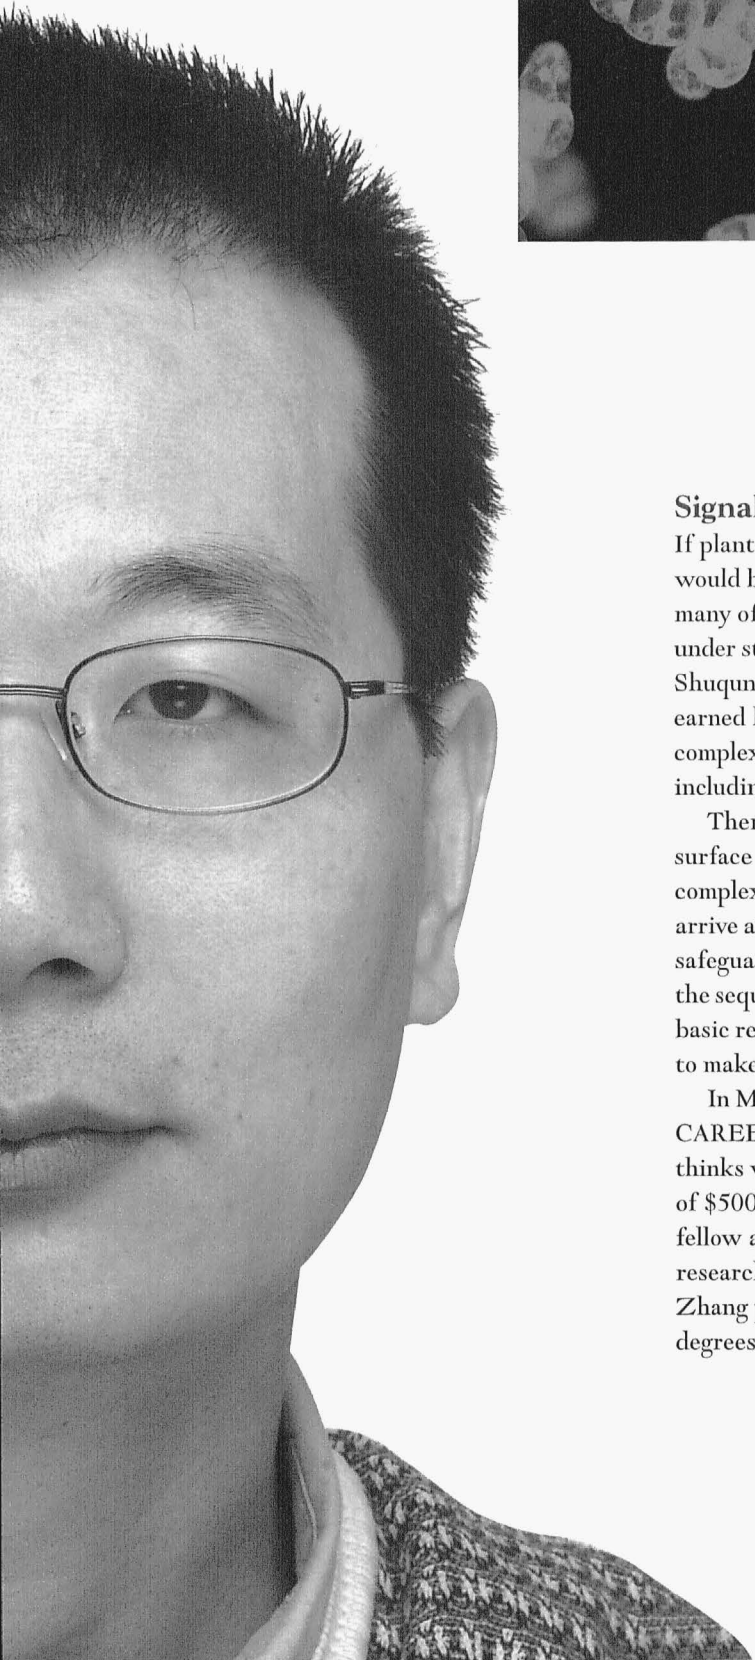 Signal
If plant
would h
many of
under st
Shuqun
earned
complex
includin
Ther
surface
complex
arrive a
safegua
the sequ
basic re
to make
In M
CAREE
thinks
of $500
fellow a
research
Zhang
degrees